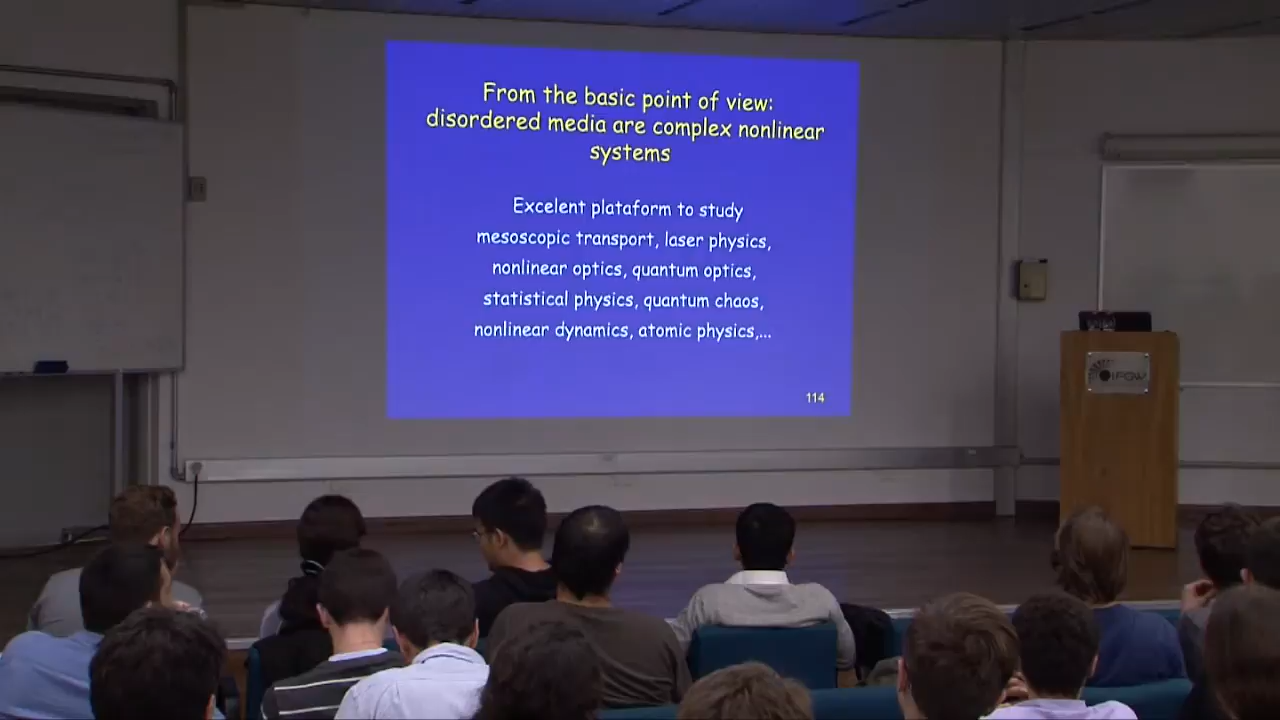 From the basic point of view:
disordered media are complex nonlinear
systems
Excelent plataform to study
mesoscopic transport, laser physics,
nonlinear optics, quantum optics,
statistical physics, quantum chaos,
nonlinear dynamics, atomic physics,...
114
IFGW